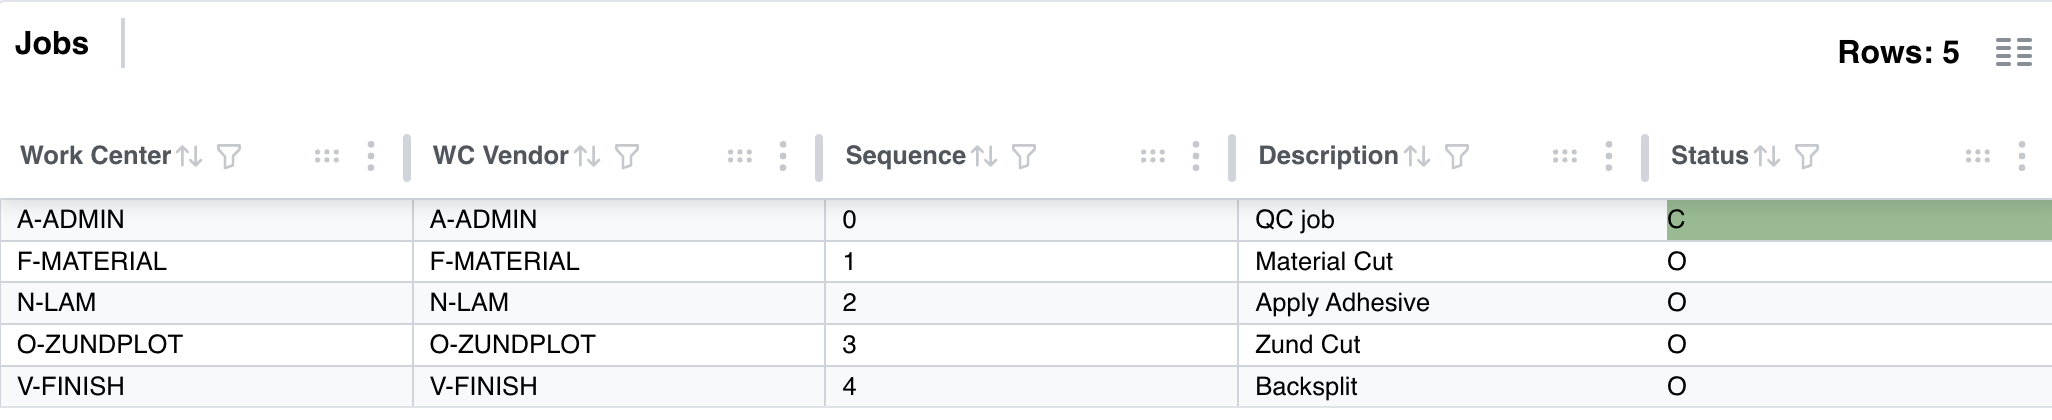 Jobs
Rows: 5
Work Center WC Vendor Sequence Description Status
A-ADMIN A-ADMIN 0 QC job C
F-MATERIAL F-MATERIAL 1 Material Cut O
N-LAM N-LAM 2 Apply Adhesive O
O-ZUNDPLOT O-ZUNDPLOT 3 Zund Cut O
V-FINISH V-FINISH 4 Backsplit O